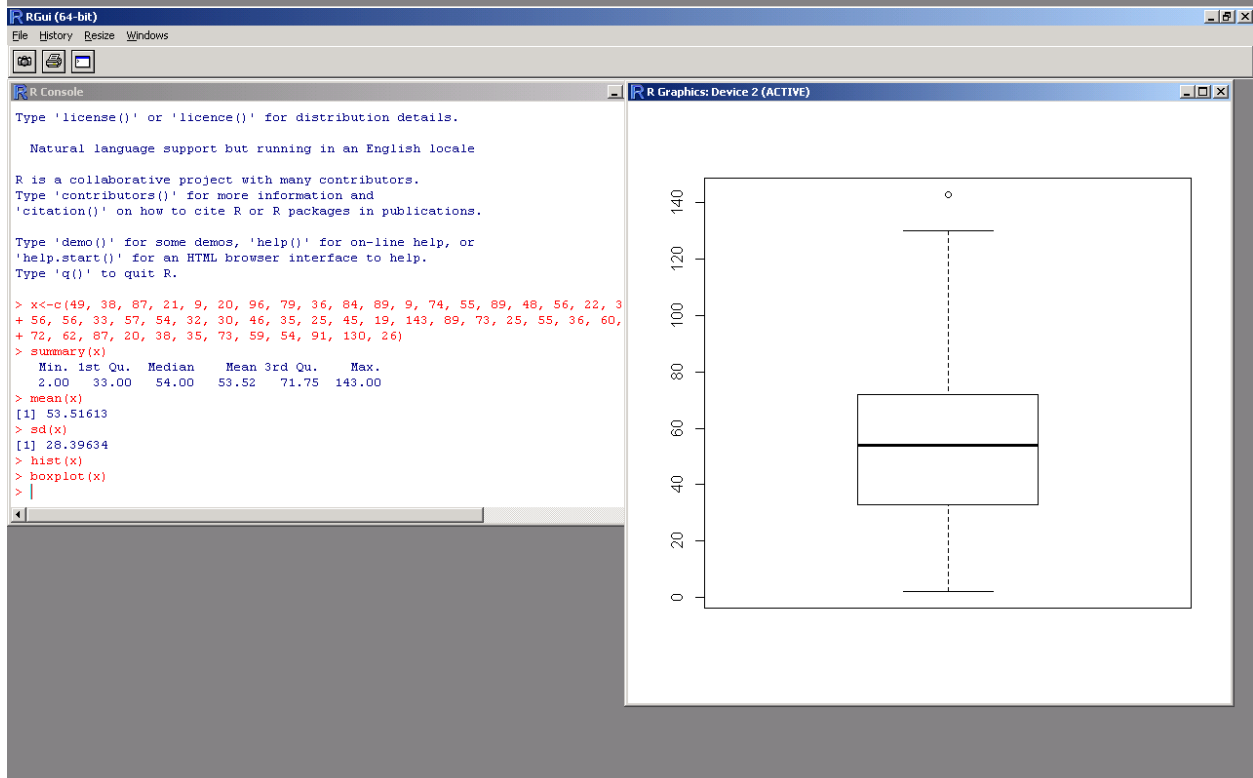 RGui (64-bit)
File History Resize Windows
R Console
Type 'license()' or 'licence()' for distribution details.
Natural language support but running in an English locale
R is a collaborative project with many contributors.
Type 'contributors()' for more information and
'citation()' on how to cite R or R packages in publications.
Type 'demo()' for some demos, 'help()' for on-line help, or
'help.start()' for an HTML browser interface to help.
Type 'q()' to quit R.
> x<-c(49, 38, 87, 21, 9, 20, 96, 79, 36, 84, 89, 9, 74, 55, 89, 48, 56, 22, 3
+ 56, 56, 33, 57, 54, 32, 30, 46, 35, 25, 45, 19, 143, 89, 73, 25, 55, 36, 60,
+ 72, 62, 87, 20, 38, 35, 73, 59, 54, 91, 130, 26)
> summary(x)
Min. 1st Qu. Median Mean 3rd Qu. Max.
2.00 33.00 54.00 53.52 71.75 143.00
> mean(x)
[1] 53.51613
> sd(x)
[1] 28.39634
> hist(x)
> boxplot(x)
>
R Graphics: Device 2 (ACTIVE)
140
120
100
80
60
40
20
0